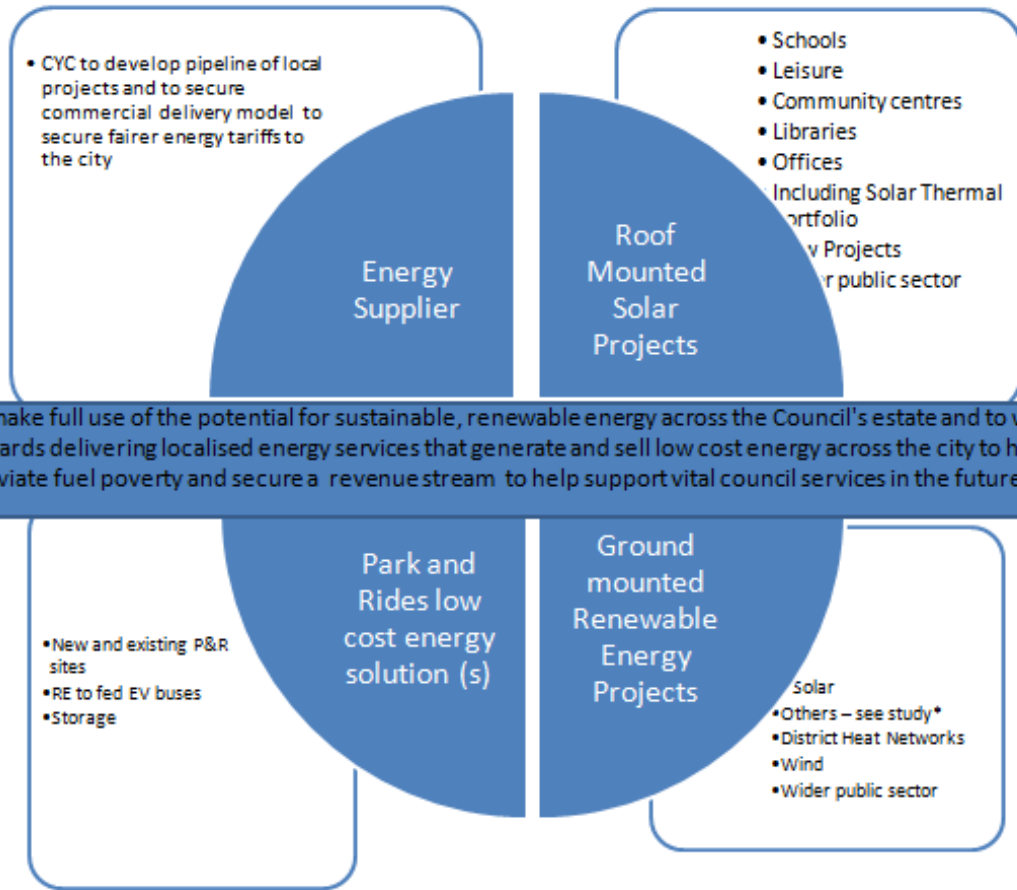 • CYC to develop pipeline of local
projects and to secure
commercial delivery model to
secure fairer energy tariffs to
the city
• Schools
• Leisure
• Community centres
• Libraries
• Offices
Including Solar Thermal
Projects
public sector
Energy
Supplier
Roof
Mounted
Solar
Projects
make full use of the potential for sustainable, renewable energy across the Council's estate and to
delivering localised energy services that generate and sell low cost energy across the city to
fuel poverty and secure a revenue stream to help support vital council services in the future
Park and
Rides low
cost energy
solution (s)
Ground
mounted
Renewable
Energy
Projects
•New and existing P&R
sites
•RE to fed EV buses
•Storage
Solar
•Others – see study*
•District Heat Networks
•Wind
•Wider public sector